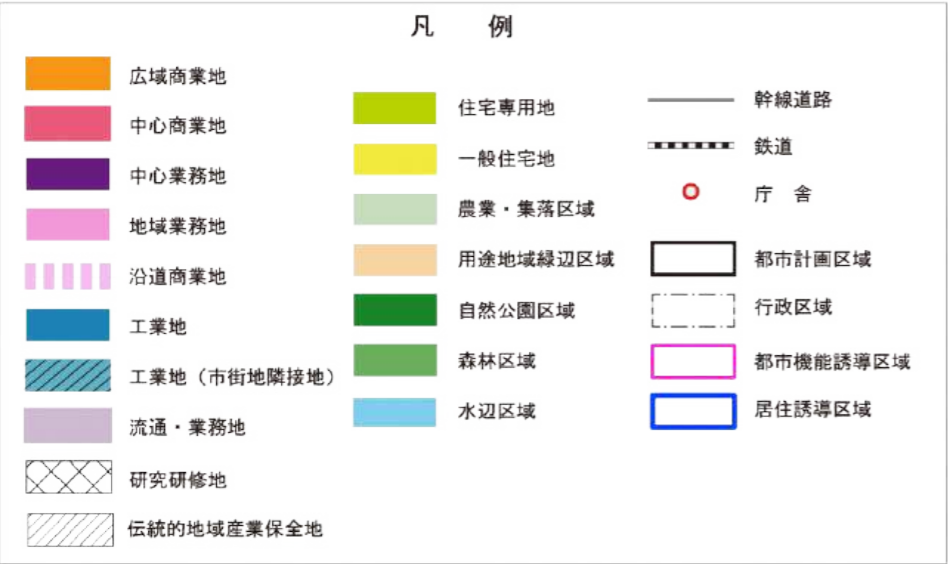 凡 例
広域商業地
中心商業地
中心業務地
地域業務地
沿道商業地
工業地
工業地（市街地隣接地）
流通・業務地
研究研修地
伝統的地域産業保全地
住宅専用地
一般住宅地
農業・集落区域
用途地域緑辺区域
自然公園区域
森林区域
水辺区域
幹線道路
鉄道
庁 舎
都市計画区域
行政区域
都市機能誘導区域
居住誘導区域